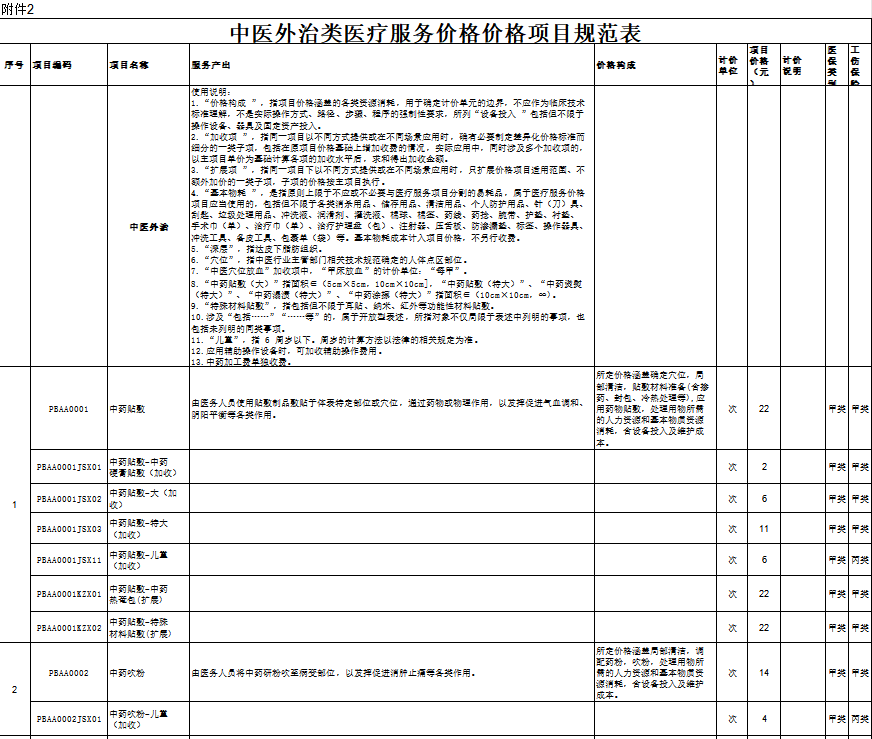 附件2
中医外治类医疗服务价格价格项目规范表
序号 项目编码 项目名称 服务产出 价格构成 计价单位 项目价格（元） 计价说明 医保类别 工伤保险
中医外治
使用说明：
1.“价格构成 ”，指项目价格涵盖的各类资源消耗，用于确定计价单元的边界，不应作为临床技术
标准理解，不是实际操作方式、路径、步骤、程序的强制性要求，所列“设备投入 ”包括但不限于
操作设备、器具及固定资产投入。
2.“加收项 ”，指同一项目以不同方式提供或在不同场景应用时，确有必要制定差异化价格标准而
细分的一类子项，包括在原项目价格基础上增加收费的情况，实际应用中，同时涉及多个加收项的，
以主项目单价为基础计算各项的加收水平后，求和得出加收金额。
3.“扩展项 ”，指同一项目下以不同方式提供或在不同场景应用时，只扩展价格项目适用范围、不
额外加价的一类子项，子项的价格按主项目执行。
4.“基本物耗 ”，是指原则上限于不应或不必要与医疗服务项目分割的易耗品，属于医疗服务价格
项目应当使用的，包括但不限于各类消杀用品、储存用品、清洁用品、个人防护用品、针（刀）具、
刮匙、垃圾处理用品、冲洗液、润滑剂、灌洗液、棉球、棉签、药线、药捻、腕带、护垫、衬垫、
手术巾（单）、治疗巾（单）、治疗护理盘（包）、注射器、压舌板、防渗漏垫、标签、操作器具、
冲洗工具、备皮工具、包裹单（袋）等。基本物耗成本计入项目价格，不另行收费。
5.“深层”，指达皮下脂肪组织。
6.“穴位”，指中医行业主管部门相关技术规范确定的人体点区部位。
7.“中医穴位放血”加收项中，“甲床放血”的计价单位：“每甲”。
8.“中药贴敷（大）”指面积∈（5cm×5cm，10cm×10cm]，“中药贴敷（特大）”、“中药烫熨
（特大）”、“中药溻渍（特大）”、“中药涂擦（特大）”指面积∈（10cm×10cm，∞）。
9.“特殊材料贴敷”，指包括但不限于耳贴、纳米、红外等功能性材料贴敷。
10.涉及“包括……”“……等”的，属于开放型表述，所指对象不仅局限于表述中列明的事项，也
包括未列明的同类事项。
11.“儿童”，指 6 周岁以下。周岁的计算方法以法律的相关规定为准。
12.应用辅助操作设备时，可加收辅助操作费用。
13.中药加工费单独收费。
1
PBAA0001 中药贴敷
由医务人员使用贴敷制品敷贴于体表特定部位或穴位，通过药物或物理作用，以发挥促进气血调和、
阴阳平衡等各类作用。
所定价格涵盖确定穴位，局
部清洁，贴敷材料准备(含掺
药、封包、冷热处理等),应
用药物贴敷，处理用物所需
的人力资源和基本物质资源
消耗，含设备投入及维护成
本。
次 22 甲类 甲类
PBAA0001JSX01 中药贴敷-中药
硬膏贴敷（加收） 次 2 甲类 甲类
PBAA0001JSX02 中药贴敷-大（加
收） 次 6 甲类 甲类
PBAA0001JSX03 中药贴敷-特大
（加收） 次 11 甲类 甲类
PBAA0001JSX11 中药贴敷-儿童
（加收） 次 6 甲类 丙类
PBAA0001KZX01 中药贴敷-中药
热奄包(扩展) 次 22 甲类 甲类
PBAA0001KZX02 中药贴敷-特殊
材料贴敷(扩展) 次 22 甲类 甲类
2
PBAA0002 中药吹粉
由医务人员将中药研粉吹至病受部位，以发挥促进消肿止痛等各类作用。
所定价格涵盖局部清洁，调
配药粉，吹粉，处理用物所
需的人力资源和基本物质资
源消耗，含设备投入及维护
成本。
次 14 甲类 甲类
PBAA0002JSX01 中药吹粉-儿童
（加收） 次 4 甲类 丙类